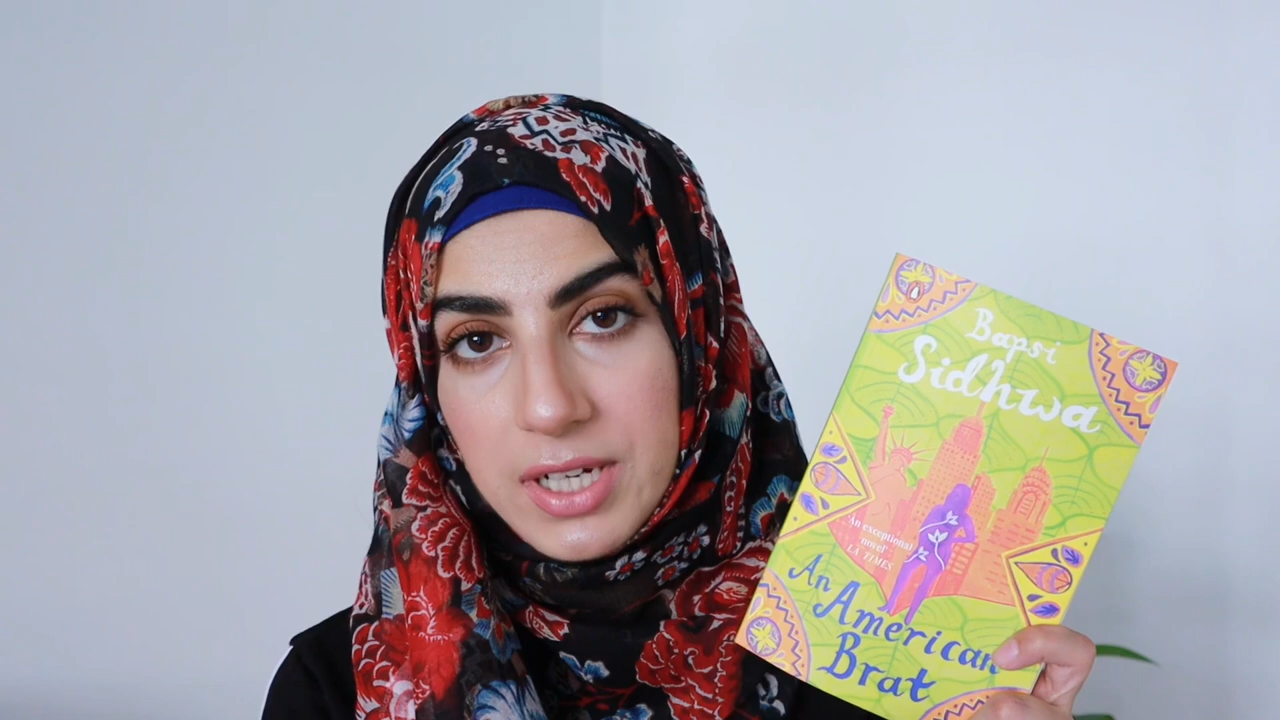 Bapsi
Sidhwa
'An exceptional
novel'
LA TIMES
An
American
Brat